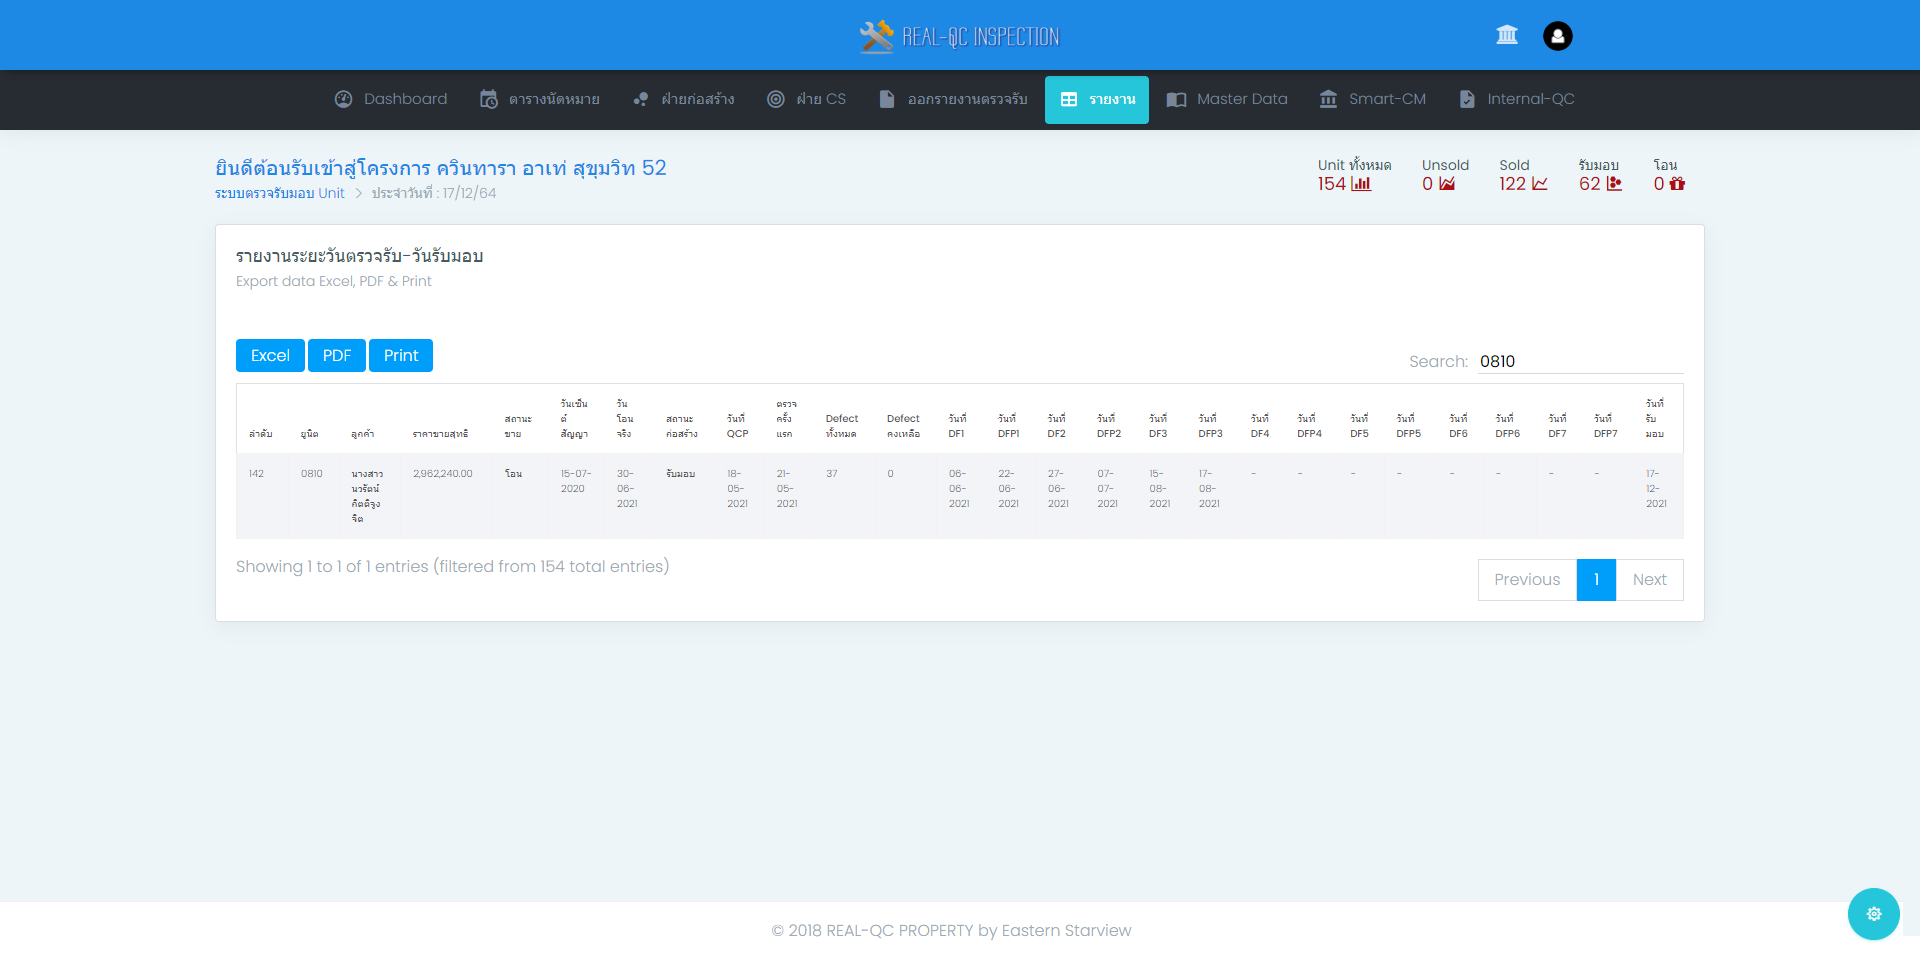 REAL-QC INSPECTION
Dashboard
ตารางนัดหมาย
ฝ่ายก่อสร้าง
ฝ่าย CS
ออกรายงานตรวจรับ
รายงาน
Master Data
Smart-CM
Internal-QC
ยินดีต้อนรับเข้าสู่โครงการ ควินทารา อาเท่ สุขุมวิท 52
ระบบตรวจรับมอบ Unit > ประจำวันที่ : 17/12/64
Unit ทั้งหมด Unsold Sold รับมอบ โอน
154 0 122 62 0
รายงานระยะวันตรวจรับ-วันรับมอบ
Export data Excel, PDF & Print
Excel PDF Print
Search: 0810
ลำดับ
ยูนิต
ลูกค้า
ราคาขายสุทธิ
สถานะ
ขาย
วันเซ็น
ต์
สัญญา
วัน
โอน
จริง
สถานะ
ก่อสร้าง
วันที่
QCP
ตรวจ
ครั้ง
แรก
Defect
ทั้งหมด
Defect
คงเหลือ
วันที่
DF1
วันที่
DFP1
วันที่
DF2
วันที่
DFP2
วันที่
DF3
วันที่
DFP3
วันที่
DF4
วันที่
DFP4
วันที่
DF5
วันที่
DFP5
วันที่
DF6
วันที่
DFP6
วันที่
DF7
วันที่
DFP7
วันที่
รับ
มอบ
142
0810
นางสาว
นวรัตน์
กิตติจูง
จิต
2,962,240.00
โอน
15-07-
2020
30-
06-
2021
รับมอบ
18-
05-
2021
21-
05-
2021
37
0
06-
06-
2021
22-
06-
2021
27-
06-
2021
07-
07-
2021
15-
08-
2021
17-
08-
2021
-
-
-
-
-
-
-
-
17-
12-
2021
Showing 1 to 1 of 1 entries (filtered from 154 total entries)
Previous 1 Next
© 2018 REAL-QC PROPERTY by Eastern Starview